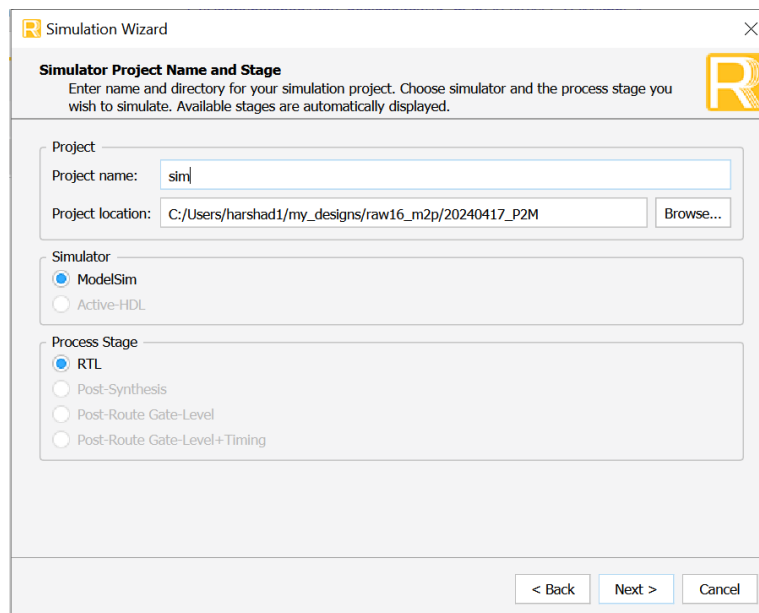 Simulation Wizard
Simulator Project Name and Stage
Enter name and directory for your simulation project. Choose simulator and the process stage you
wish to simulate. Available stages are automatically displayed.
Project
Project name: sim
Project location: C:/Users/harshad1/my_designs/raw16_m2p/20240417_P2M Browse...
Simulator
ModelSim
Active-HDL
Process Stage
RTL
Post-Synthesis
Post-Route Gate-Level
Post-Route Gate-Level+Timing
< Back Next > Cancel